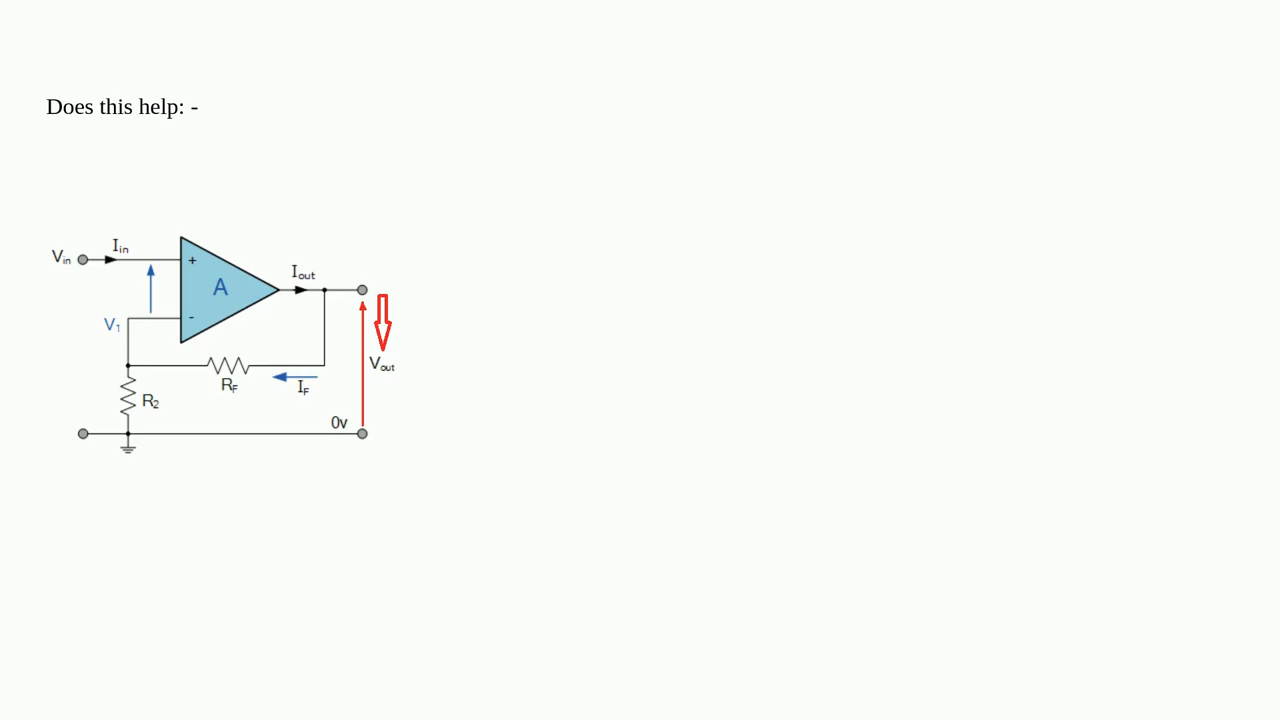 Does this help: -
Iin
Vin
+
A
Iout
-
V1
Vout
RF
IF
R2
0v